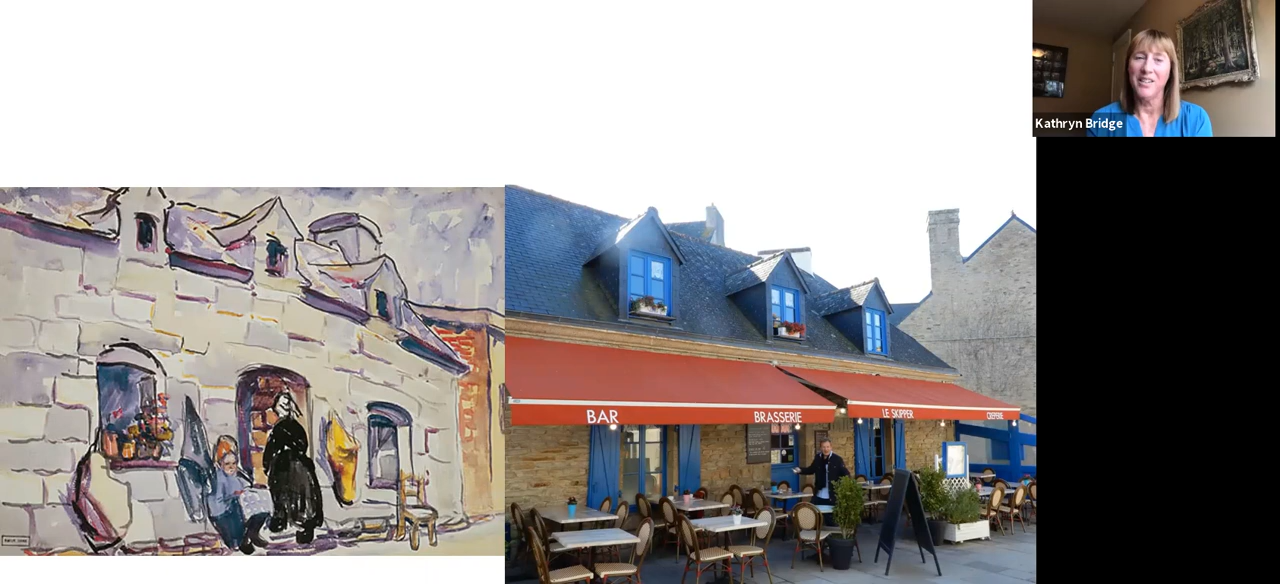 Kathryn Bridge
BAR
BRASSERIE
LE SKIPPER
CREPERIE